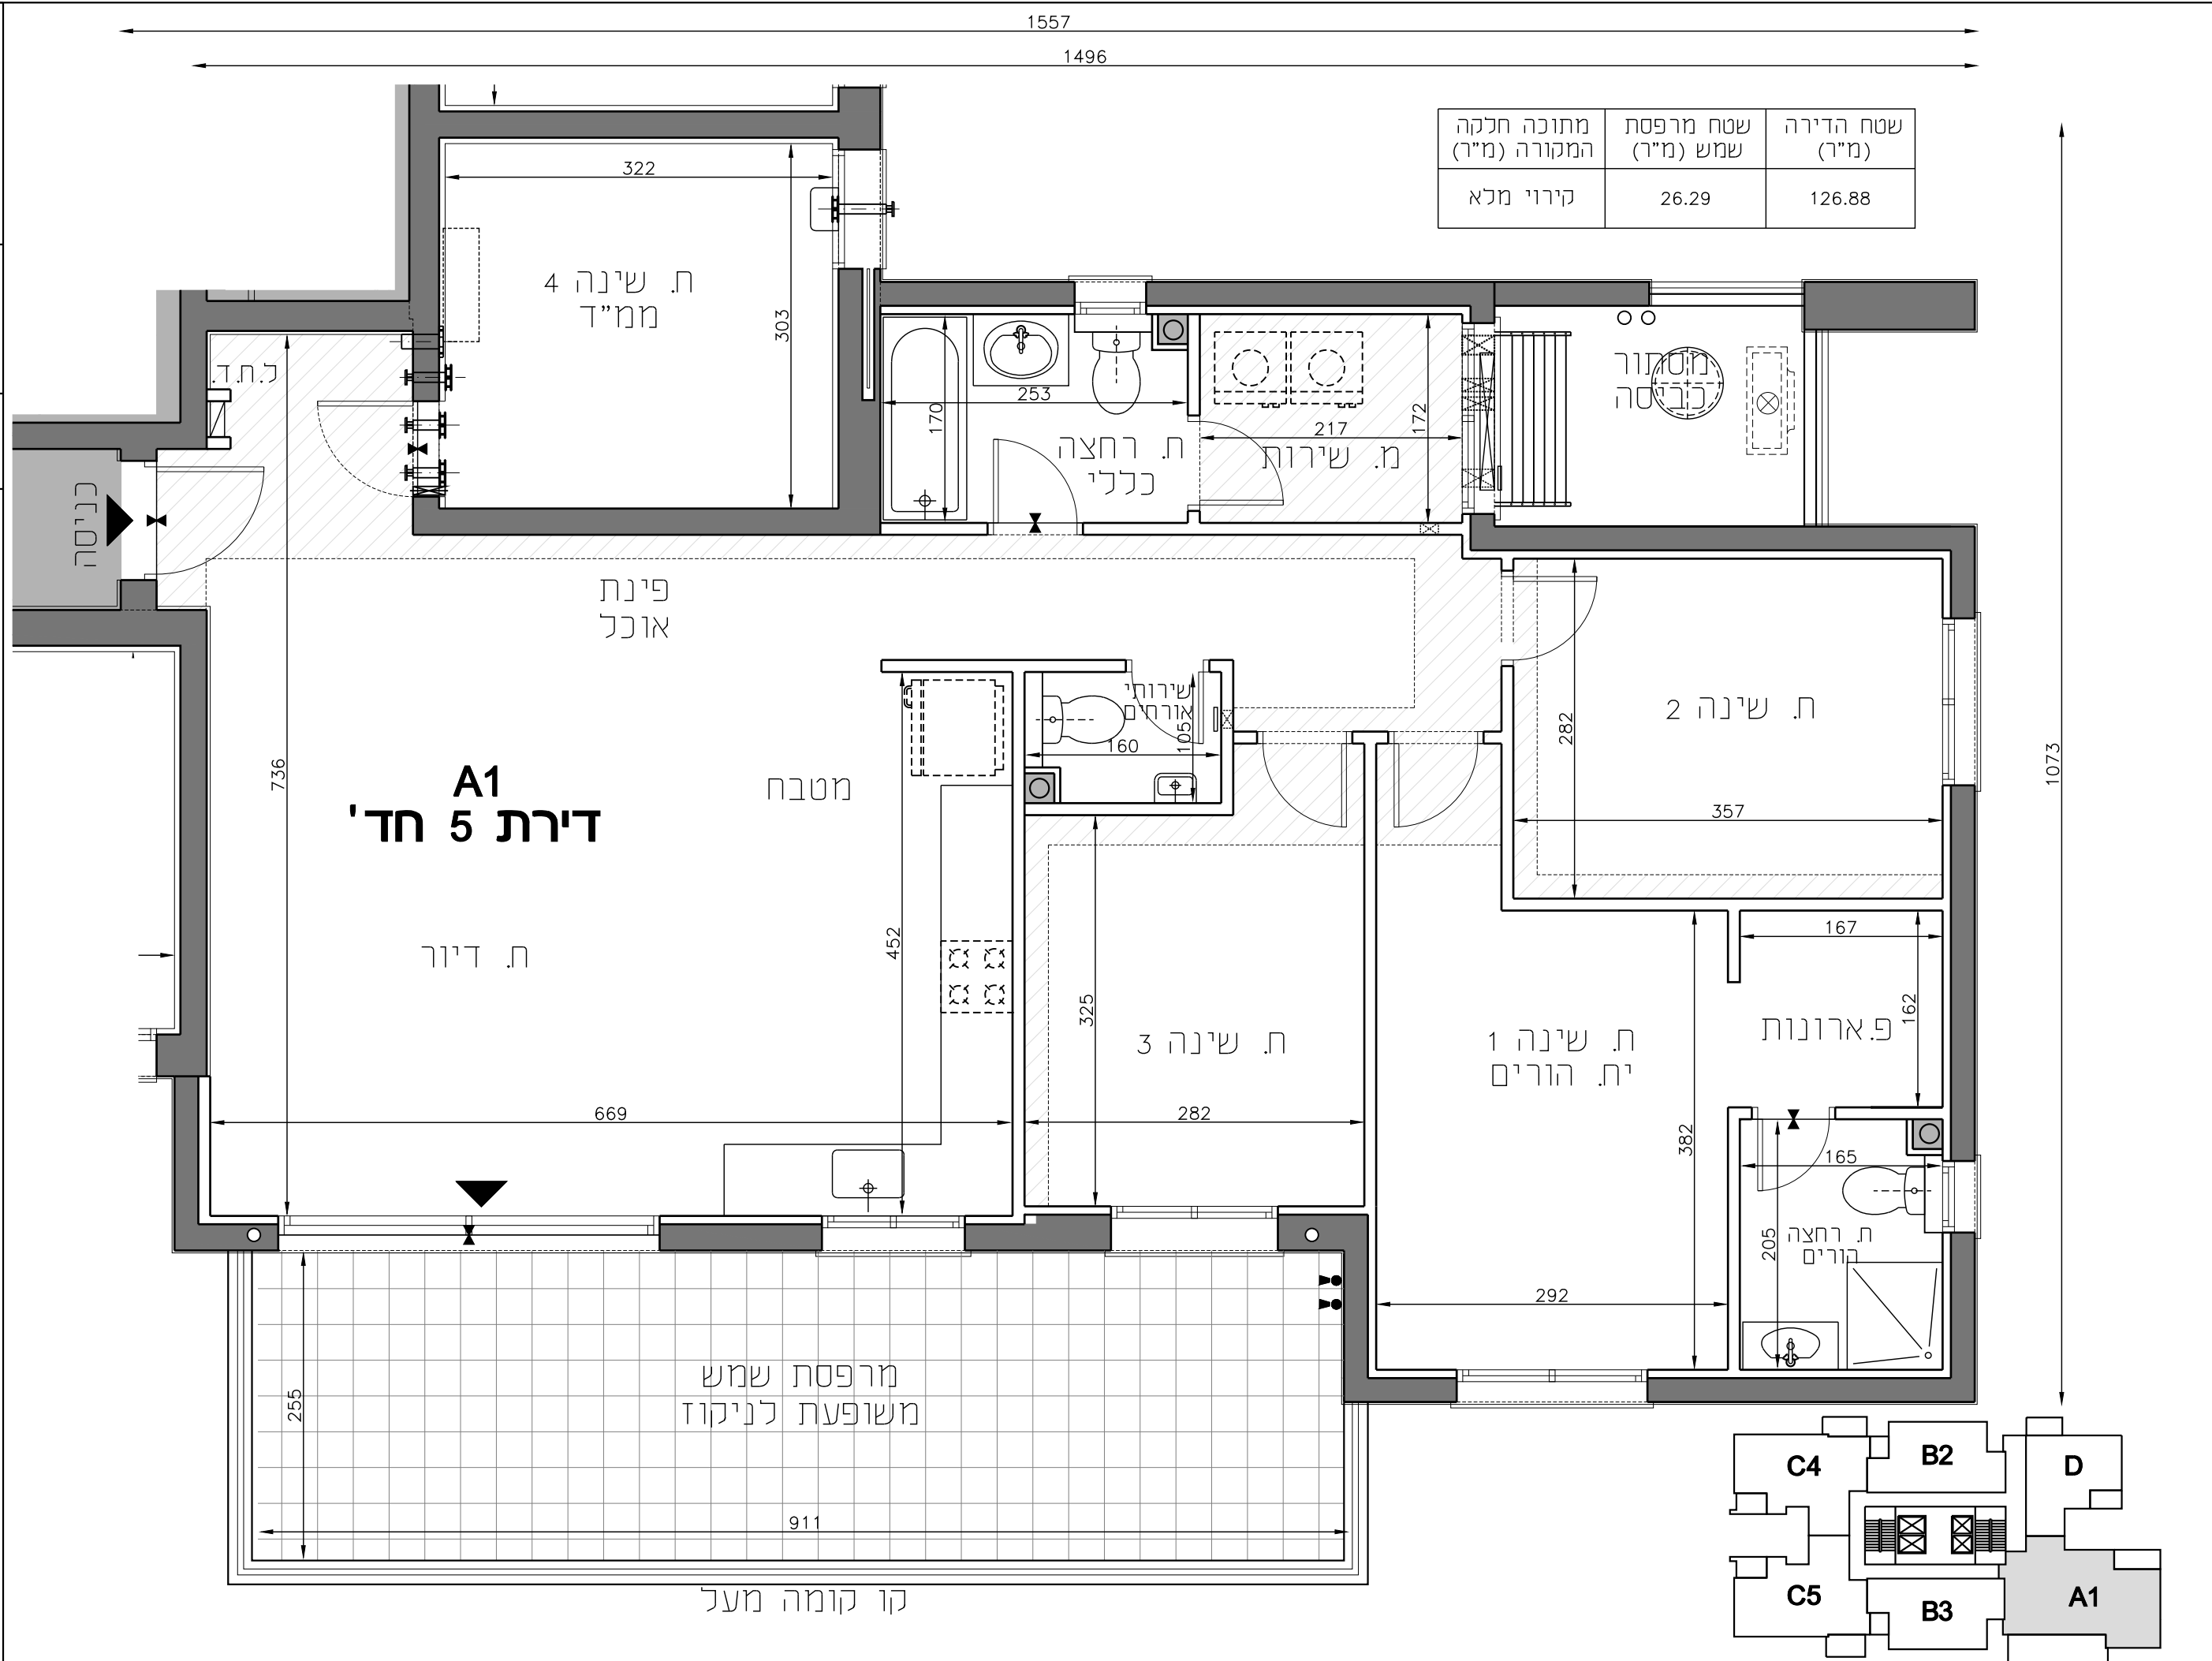 1557
1496
שטח הדירה (מ"ר)
שטח מרפסת שמש (מ"ר)
מתוכה חלקה המקורה (מ"ר)
126.88
26.29
קירוי מלא
322
303
ח. שינה 4
ממ"ד
ל.ח.ד.
כניסה
253
170
ח. רחצה
כללי
217
172
מ. שירות
מסתור
כביסה
פינת
אוכל
שירותי
אורחים
160
105
282
ח. שינה 2
357
1073
736
A1
דירת 5 חד'
מטבח
452
ח. דיור
669
325
ח. שינה 3
282
ח. שינה 1
יח. הורים
382
292
167
162
פ.ארונות
165
205
ח. רחצה
הורים
255
מרפסת שמש
משופעת לניקוז
911
קו קומה מעל
C4
B2
D
C5
B3
A1